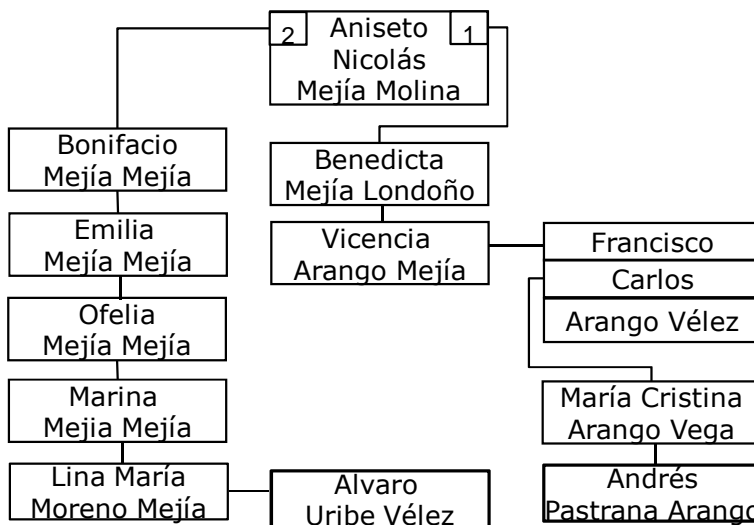 2
Aniseto
1
Nicolás
Mejía Molina
Bonifacio
Mejía Mejía
Benedicta
Mejía Londoño
Emilia
Mejía Mejía
Vicencia
Arango Mejía
Francisco
Carlos
Arango Vélez
Ofelia
Mejía Mejía
Marina
Mejia Mejía
María Cristina
Arango Vega
Lina María
Moreno Mejía
Alvaro
Uribe Vélez
Andrés
Pastrana Arango